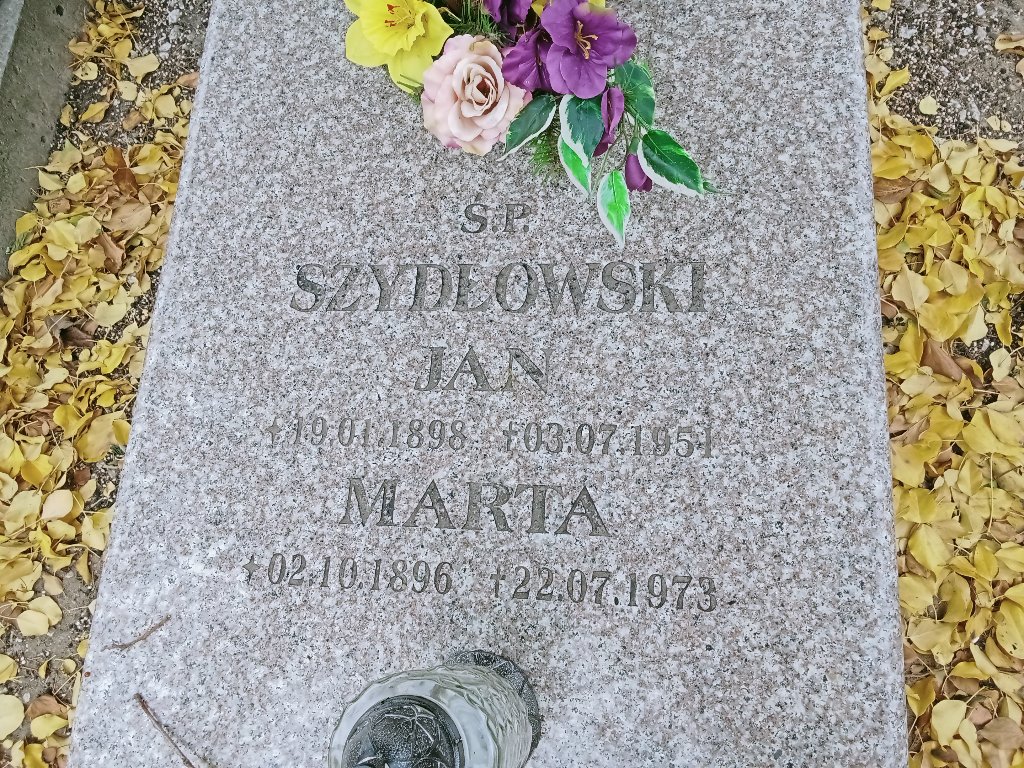 S.P.
SZYDŁOWSKI
JAN
+19.01.1898 †03.07.1951
MARTA
+02.10.1896 †22.07.1973